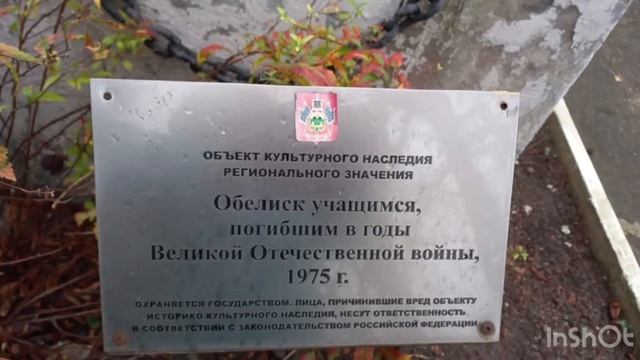 ОБЪЕКТ КУЛЬТУРНОГО НАСЛЕДИЯ
РЕГИОНАЛЬНОГО ЗНАЧЕНИЯ
Обелиск учащимся,
погибшим в годы
Великой Отечественной войны,
1975 г.
ОХРАНЯЕТСЯ ГОСУДАРСТВОМ. ЛИЦА, ПРИЧИНИВШИЕ ВРЕД ОБЪЕКТУ
ИСТОРИКО-КУЛЬТУРНОГО НАСЛЕДИЯ, НЕСУТ ОТВЕТСТВЕННОСТЬ
В СООТВЕТСТВИИ С ЗАКОНОДАТЕЛЬСТВОМ РОССИЙСКОЙ ФЕДЕРАЦИИ
InShOt